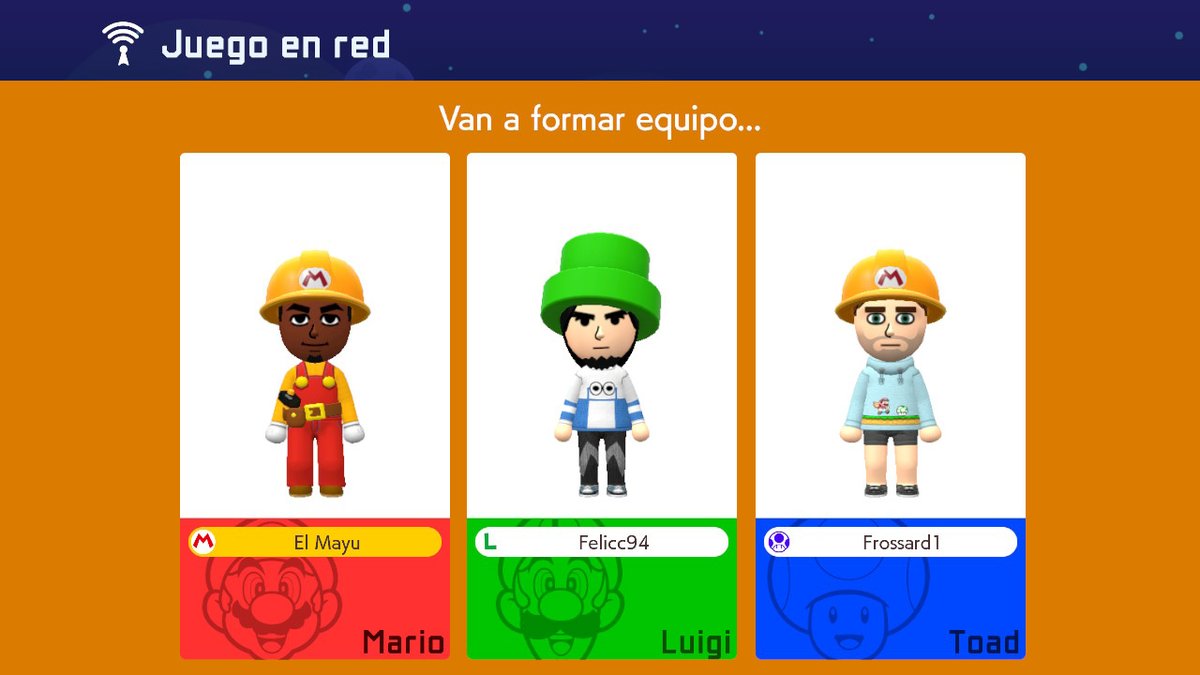 Juego en red
Van a formar equipo...
M
M
El Mayu
L
Felicc94
Frossard1
Mario
Luigi
Toad